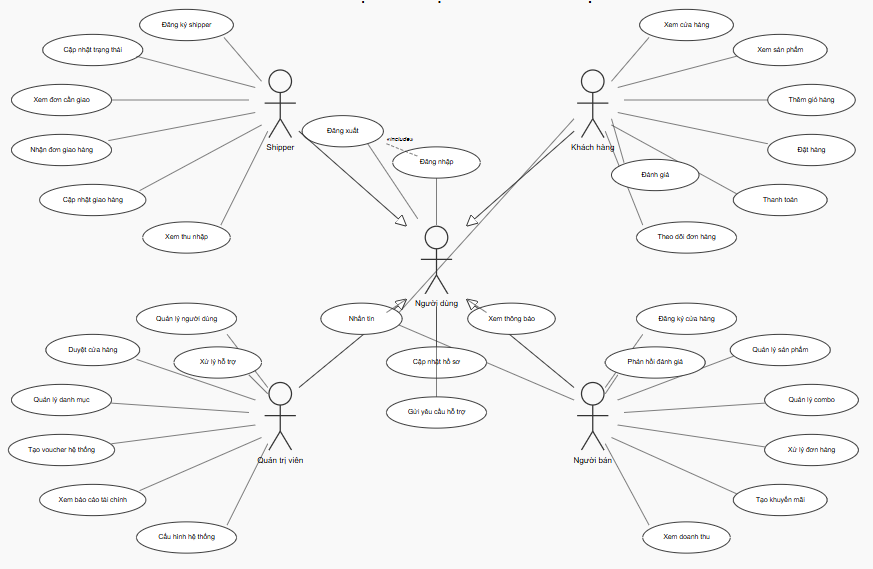 Đăng ký shipper
Xem cửa hàng
Cập nhật trạng thái
Xem sản phẩm
Xem đơn cần giao
Thêm giỏ hàng
Đăng xuất
«include»
Shipper
Khách hàng
Nhận đơn giao hàng
Đặt hàng
Đăng nhập
Đánh giá
Cập nhật giao hàng
Thanh toán
Xem thu nhập
Theo dõi đơn hàng
Người dùng
Quản lý người dùng
Nhắn tin
Xem thông báo
Đăng ký cửa hàng
Duyệt cửa hàng
Quản lý sản phẩm
Xử lý hỗ trợ
Cập nhật hồ sơ
Phản hồi đánh giá
Quản lý danh mục
Quản lý combo
Gửi yêu cầu hỗ trợ
Tạo voucher hệ thống
Xử lý đơn hàng
Quản trị viên
Người bán
Xem báo cáo tài chính
Tạo khuyến mãi
Cấu hình hệ thống
Xem doanh thu